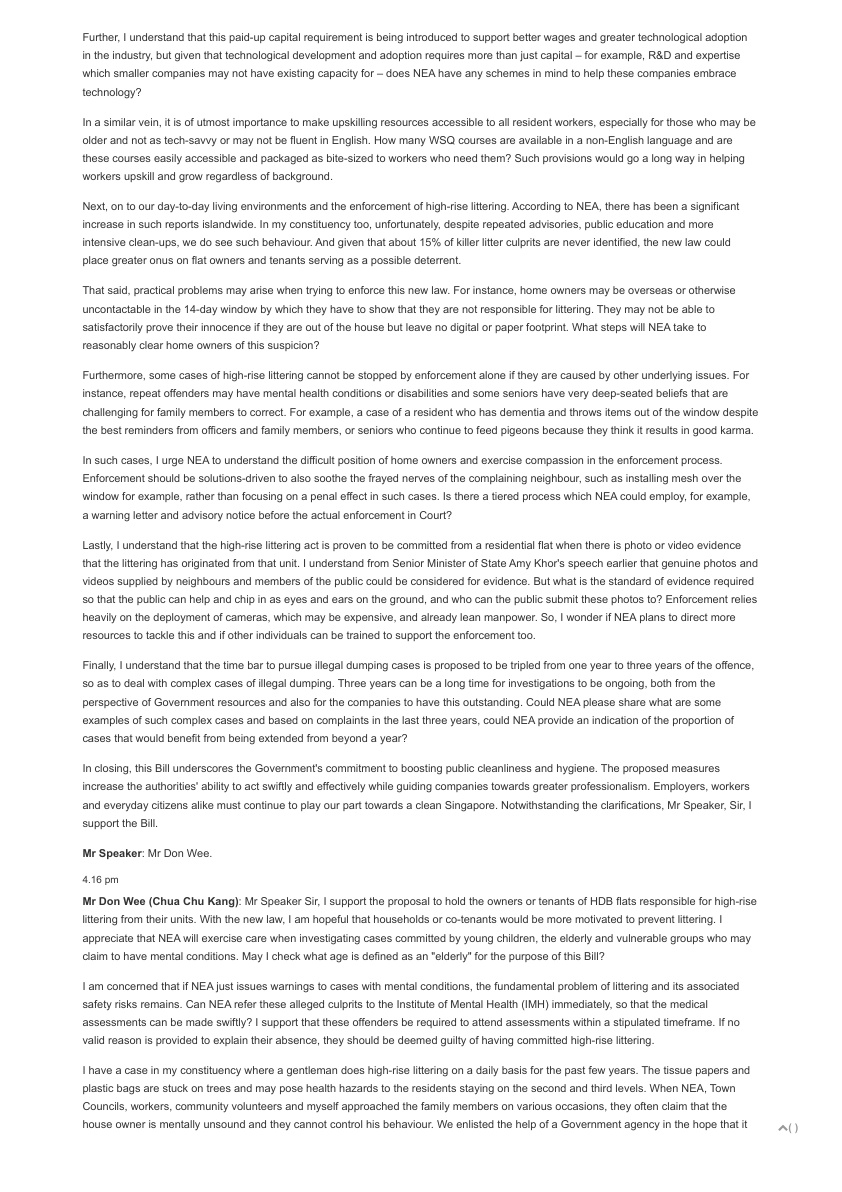 Further, I understand that this paid-up capital requirement is being introduced to support better wages and greater technological adoption
in the industry, but given that technological development and adoption requires more than just capital – for example, R&D and expertise
which smaller companies may not have existing capacity for – does NEA have any schemes in mind to help these companies embrace
technology?
In a similar vein, it is of utmost importance to make upskilling resources accessible to all resident workers, especially for those who may be
older and not as tech-savvy or may not be fluent in English. How many WSQ courses are available in a non-English language and are
these courses easily accessible and packaged as bite-sized to workers who need them? Such provisions would go a long way in helping
workers upskill and grow regardless of background.
Next, on to our day-to-day living environments and the enforcement of high-rise littering. According to NEA, there has been a significant
increase in such reports islandwide. In my constituency too, unfortunately, despite repeated advisories, public education and more
intensive clean-ups, we do see such behaviour. And given that about 15% of killer litter culprits are never identified, the new law could
place greater onus on flat owners and tenants serving as a possible deterrent.
That said, practical problems may arise when trying to enforce this new law. For instance, home owners may be overseas or otherwise
uncontactable in the 14-day window by which they have to show that they are not responsible for littering. They may not be able to
satisfactorily prove their innocence if they are out of the house but leave no digital or paper footprint. What steps will NEA take to
reasonably clear home owners of this suspicion?
Furthermore, some cases of high-rise littering cannot be stopped by enforcement alone if they are caused by other underlying issues. For
instance, repeat offenders may have mental health conditions or disabilities and some seniors have very deep-seated beliefs that are
challenging for family members to correct. For example, a case of a resident who has dementia and throws items out of the window despite
the best reminders from officers and family members, or seniors who continue to feed pigeons because they think it results in good karma.
In such cases, I urge NEA to understand the difficult position of home owners and exercise compassion in the enforcement process.
Enforcement should be solutions-driven to also soothe the frayed nerves of the complaining neighbour, such as installing mesh over the
window for example, rather than focusing on a penal effect in such cases. Is there a tiered process which NEA could employ, for example,
a warning letter and advisory notice before the actual enforcement in Court?
Lastly, I understand that the high-rise littering act is proven to be committed from a residential flat when there is photo or video evidence
that the littering has originated from that unit. I understand from Senior Minister of State Amy Khor's speech earlier that genuine photos and
videos supplied by neighbours and members of the public could be considered for evidence. But what is the standard of evidence required
so that the public can help and chip in as eyes and ears on the ground, and who can the public submit these photos to? Enforcement relies
heavily on the deployment of cameras, which may be expensive, and already lean manpower. So, I wonder if NEA plans to direct more
resources to tackle this and if other individuals can be trained to support the enforcement too.
Finally, I understand that the time bar to pursue illegal dumping cases is proposed to be tripled from one year to three years of the offence,
so as to deal with complex cases of illegal dumping. Three years can be a long time for investigations to be ongoing, both from the
perspective of Government resources and also for the companies to have this outstanding. Could NEA please share what are some
examples of such complex cases and based on complaints in the last three years, could NEA provide an indication of the proportion of
cases that would benefit from being extended from beyond a year?
In closing, this Bill underscores the Government's commitment to boosting public cleanliness and hygiene. The proposed measures
increase the authorities' ability to act swiftly and effectively while guiding companies towards greater professionalism. Employers, workers
and everyday citizens alike must continue to play our part towards a clean Singapore. Notwithstanding the clarifications, Mr Speaker, Sir, I
support the Bill.
Mr Speaker: Mr Don Wee.
4.16 pm
Mr Don Wee (Chua Chu Kang): Mr Speaker Sir, I support the proposal to hold the owners or tenants of HDB flats responsible for high-rise
littering from their units. With the new law, I am hopeful that households or co-tenants would be more motivated to prevent littering. I
appreciate that NEA will exercise care when investigating cases committed by young children, the elderly and vulnerable groups who may
claim to have mental conditions. May I check what age is defined as an "elderly" for the purpose of this Bill?
I am concerned that if NEA just issues warnings to cases with mental conditions, the fundamental problem of littering and its associated
safety risks remains. Can NEA refer these alleged culprits to the Institute of Mental Health (IMH) immediately, so that the medical
assessments can be made swiftly? I support that these offenders be required to attend assessments within a stipulated timeframe. If no
valid reason is provided to explain their absence, they should be deemed guilty of having committed high-rise littering.
I have a case in my constituency where a gentleman does high-rise littering on a daily basis for the past few years. The tissue papers and
plastic bags are stuck on trees and may pose health hazards to the residents staying on the second and third levels. When NEA, Town
Councils, workers, community volunteers and myself approached the family members on various occasions, they often claim that the
house owner is mentally unsound and they cannot control his behaviour. We enlisted the help of a Government agency in the hope that it
( )